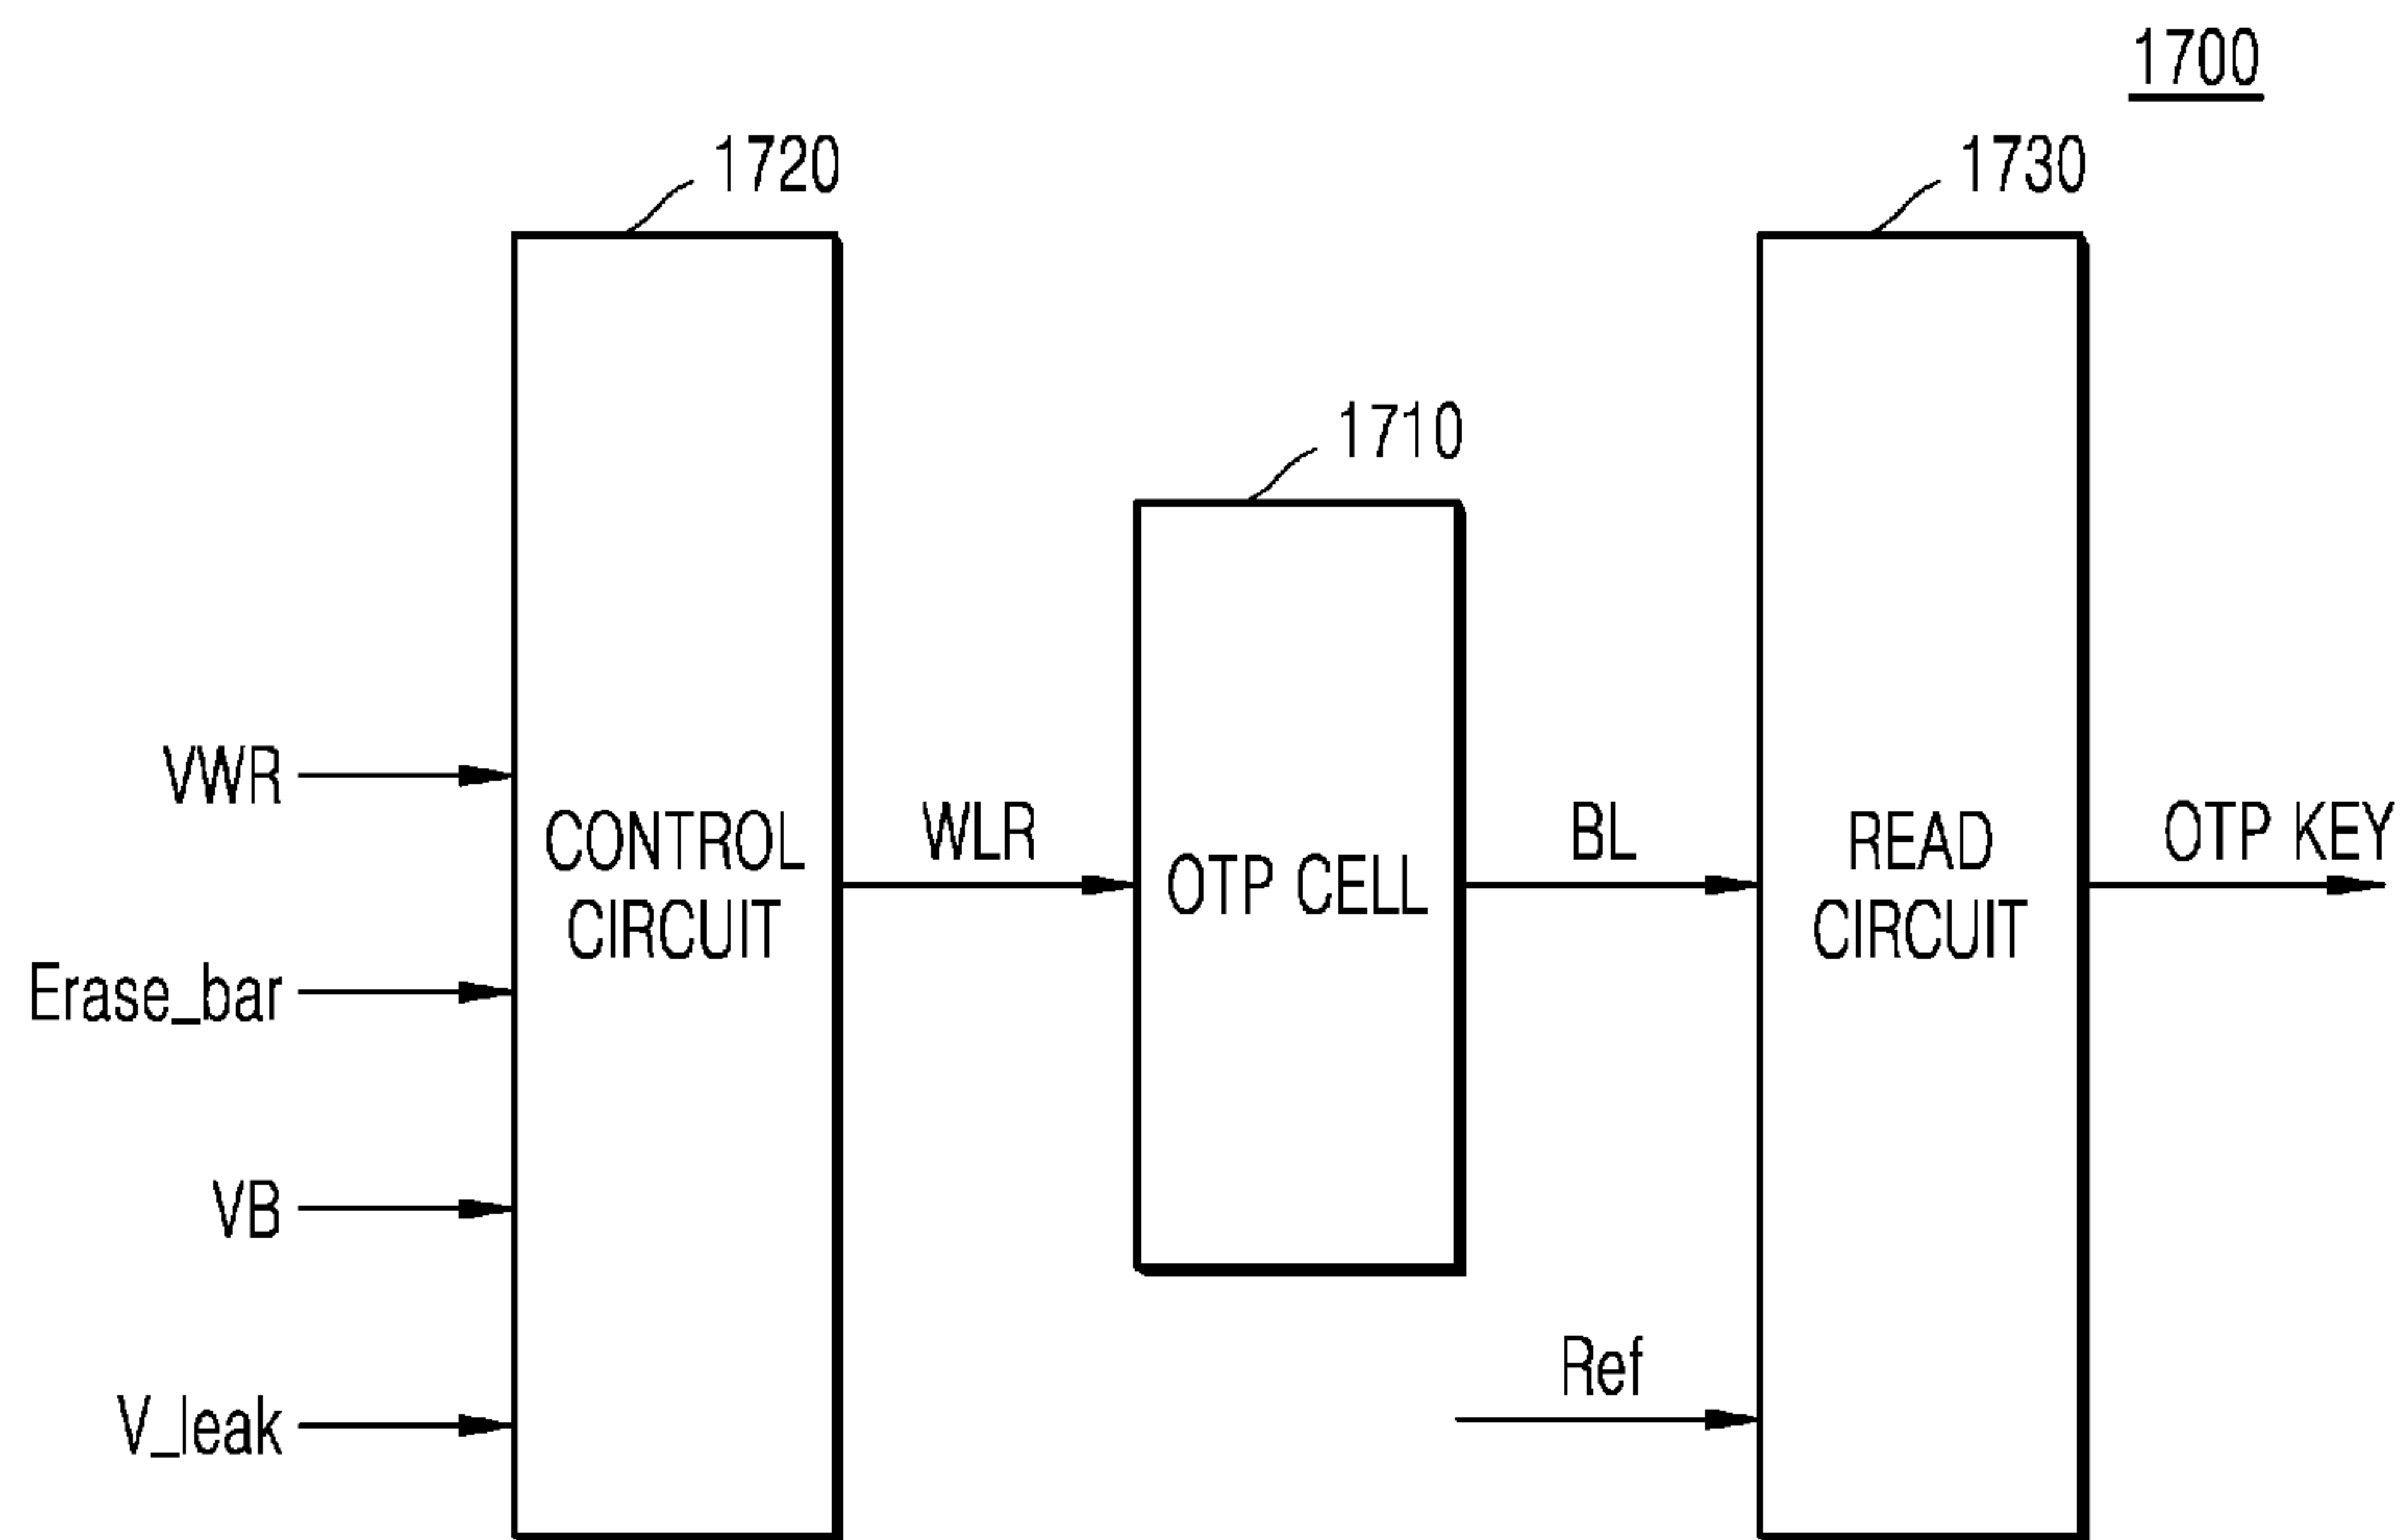 1700
1720
1730
1710
VWR
Erase_bar
VB
V_leak
CONTROL
CIRCUIT
WLR
OTP CELL
BL
Ref
READ
CIRCUIT
OTP KEY